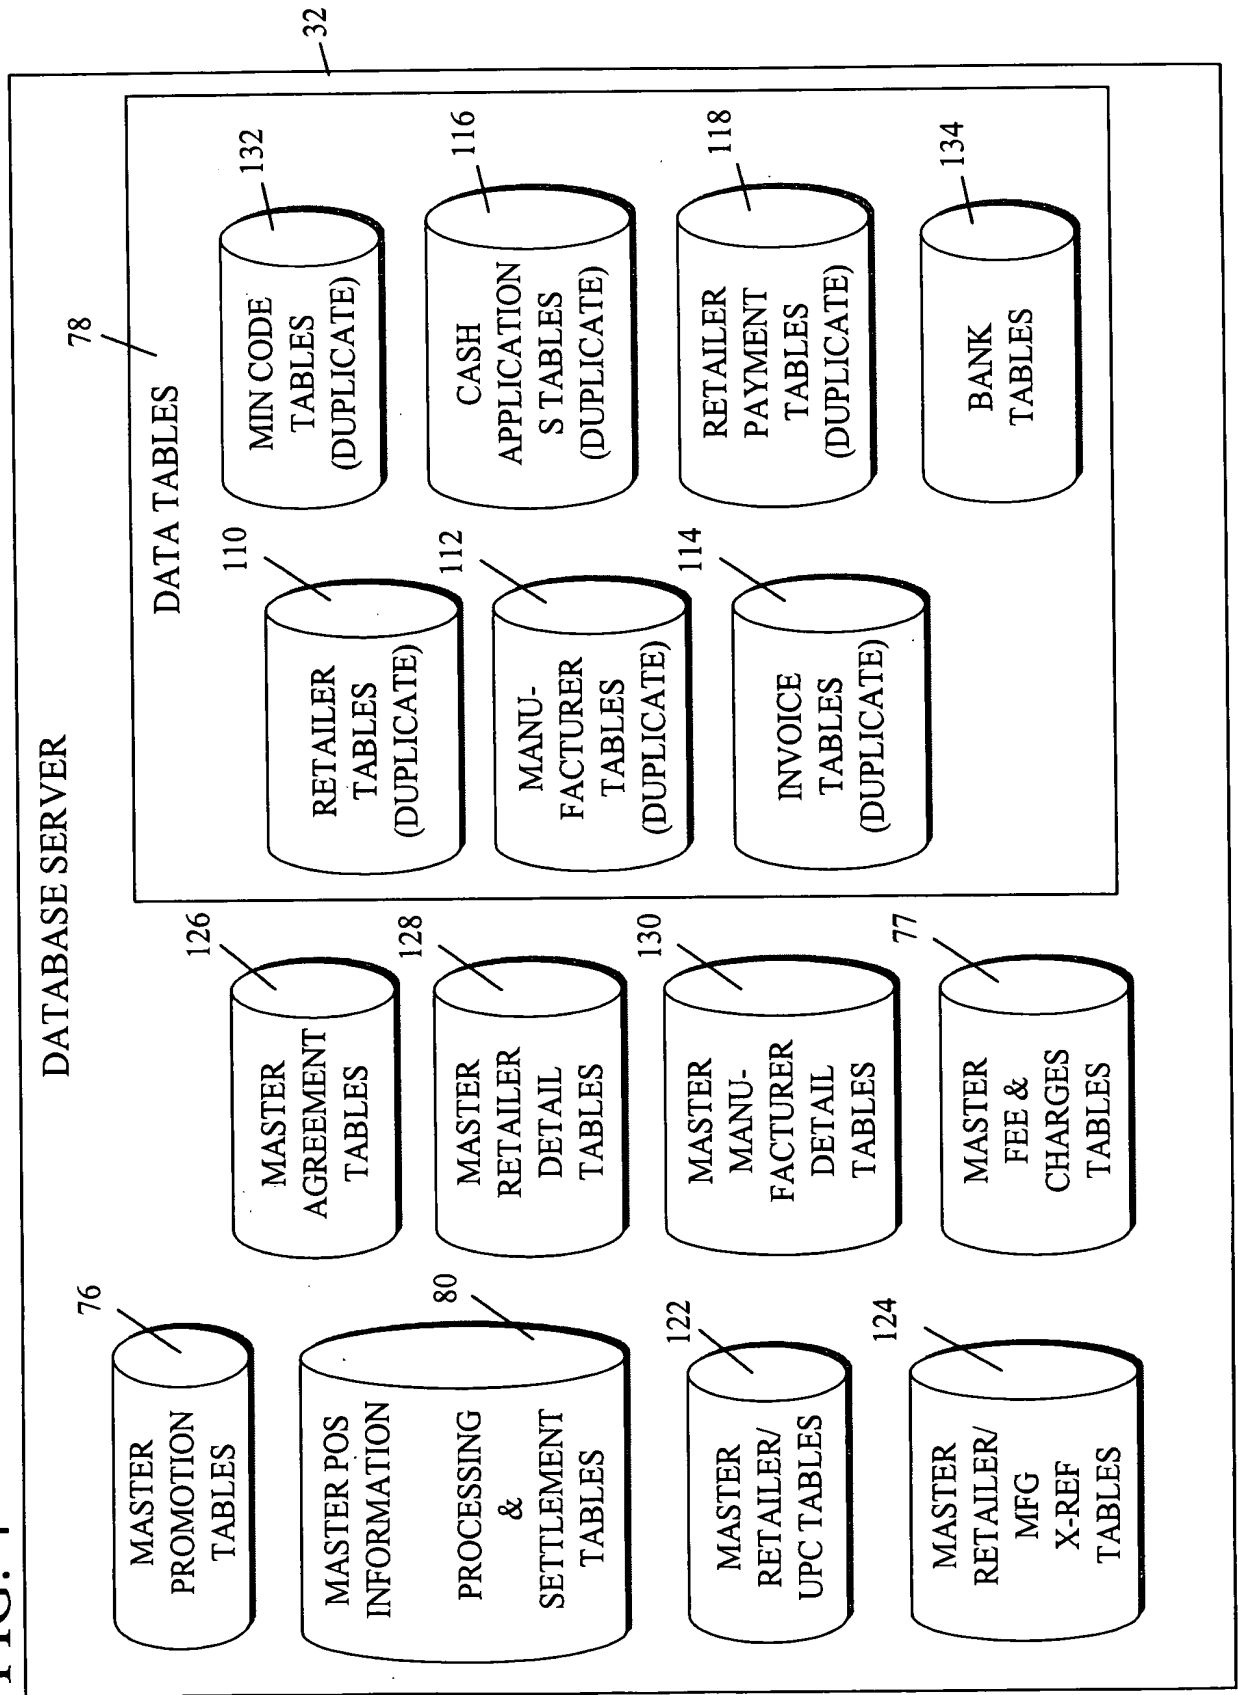 DATABASE SERVER
32
DATA TABLES
78
76
MASTER
PROMOTION
TABLES
80
MASTER POS
INFORMATION
PROCESSING
&
SETTLEMENT
TABLES
122
MASTER
RETAILER/
UPC TABLES
124
MASTER
RETAILER/
MFG
X-REF
TABLES
126
MASTER
AGREEMENT
TABLES
128
MASTER
RETAILER
DETAIL
TABLES
130
MASTER
MANU-
FACTURER
DETAIL
TABLES
77
MASTER
FEE &
CHARGES
TABLES
110
RETAILER
TABLES
(DUPLICATE)
112
MANU-
FACTURER
TABLES
(DUPLICATE)
114
INVOICE
TABLES
(DUPLICATE)
132
MIN CODE
TABLES
(DUPLICATE)
116
CASH
APPLICATION
S TABLES
(DUPLICATE)
118
RETAILER
PAYMENT
TABLES
(DUPLICATE)
134
BANK
TABLES